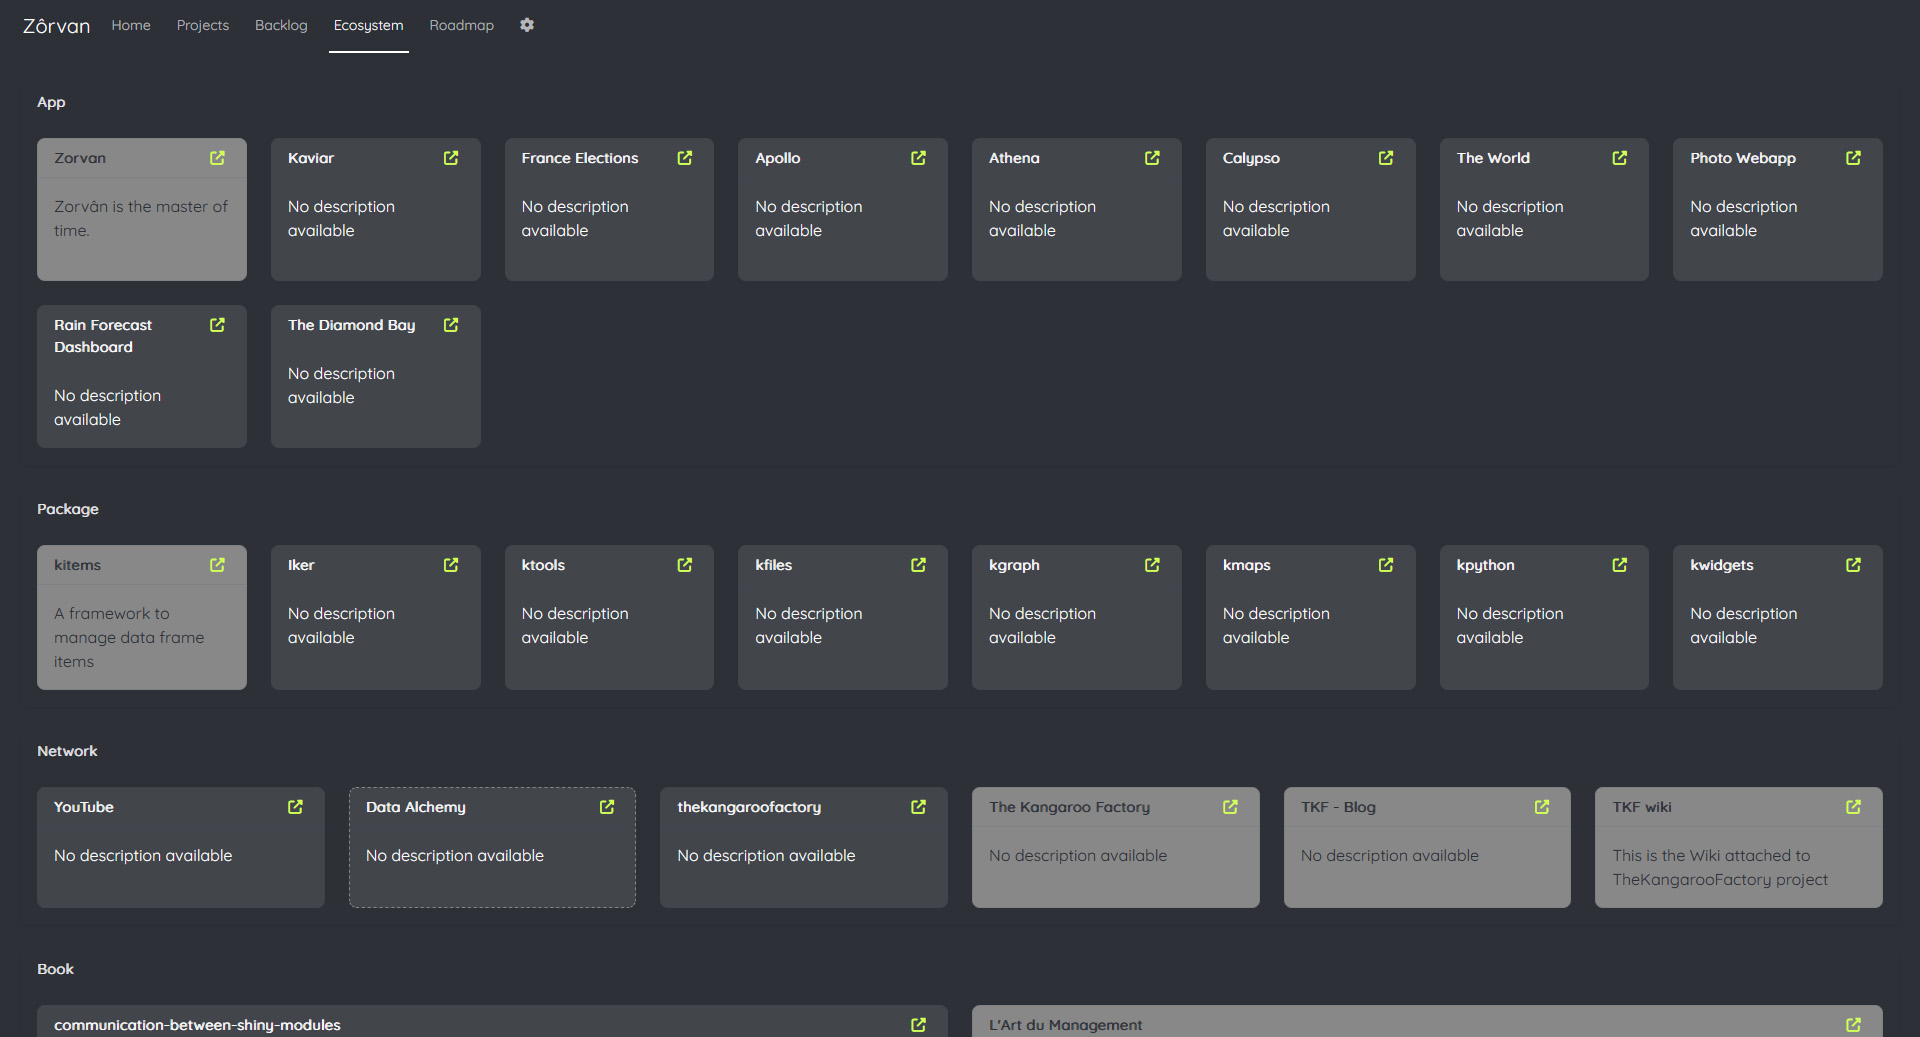 Zôrvan Home Projects Backlog Ecosystem Roadmap
App
Zorvan
Zorvân is the master of
time.
Kaviar
No description
available
France Elections
No description
available
Apollo
No description
available
Athena
No description
available
Calypso
No description
available
The World
No description
available
Photo Webapp
No description
available
Rain Forecast
Dashboard
No description
available
The Diamond Bay
No description
available
Package
kitems
A framework to
manage data frame
items
Iker
No description
available
ktools
No description
available
kfiles
No description
available
kgraph
No description
available
kmaps
No description
available
kpython
No description
available
kwidgets
No description
available
Network
YouTube
No description available
Data Alchemy
No description available
thekangaroofactory
No description available
The Kangaroo Factory
No description available
TKF - Blog
No description available
TKF wiki
This is the Wiki attached to
TheKangarooFactory project
Book
communication-between-shiny-modules
L'Art du Management